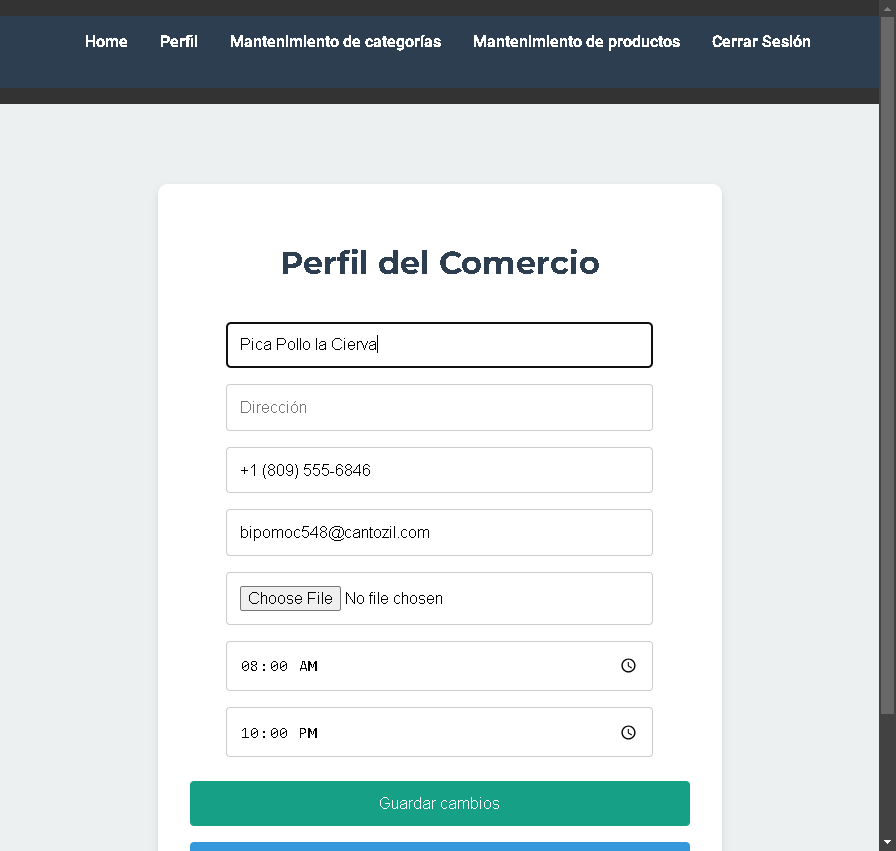 Home Perfil Mantenimiento de categorías Mantenimiento de productos Cerrar Sesión
Perfil del Comercio
Pica Pollo la Cierva
Dirección
+1 (809) 555-6846
bipomoc548@cantozil.com
Choose File No file chosen
08:00 AM
10:00 PM
Guardar cambios